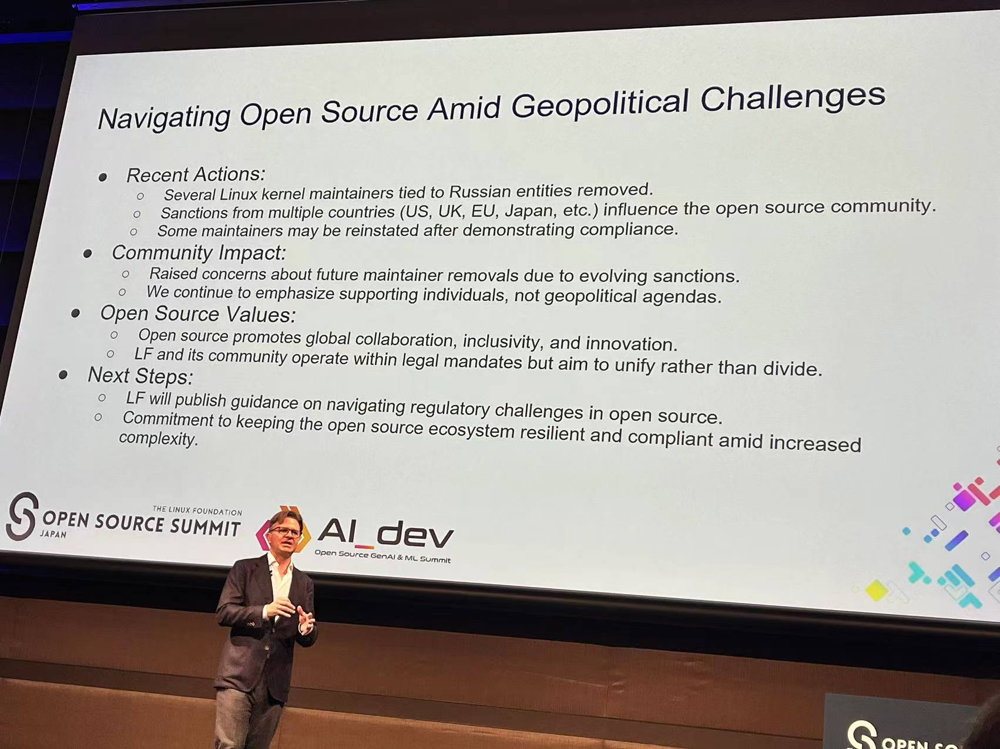 Navigating Open Source Amid Geopolitical Challenges
● Recent Actions:
○ Several Linux kernel maintainers tied to Russian entities removed.
○ Sanctions from multiple countries (US, UK, EU, Japan, etc.) influence the open source community.
○ Some maintainers may be reinstated after demonstrating compliance.
● Community Impact:
○ Raised concerns about future maintainer removals due to evolving sanctions.
○ We continue to emphasize supporting individuals, not geopolitical agendas.
● Open Source Values:
○ Open source promotes global collaboration, inclusivity, and innovation.
○ LF and its community operate within legal mandates but aim to unify rather than divide.
● Next Steps:
○ LF will publish guidance on navigating regulatory challenges in open source.
○ Commitment to keeping the open source ecosystem resilient and compliant amid increased
complexity.
THE LINUX FOUNDATION
OPEN SOURCE SUMMIT
JAPAN
AI_dev
Open Source GenAI & ML Summit
OPEN SO